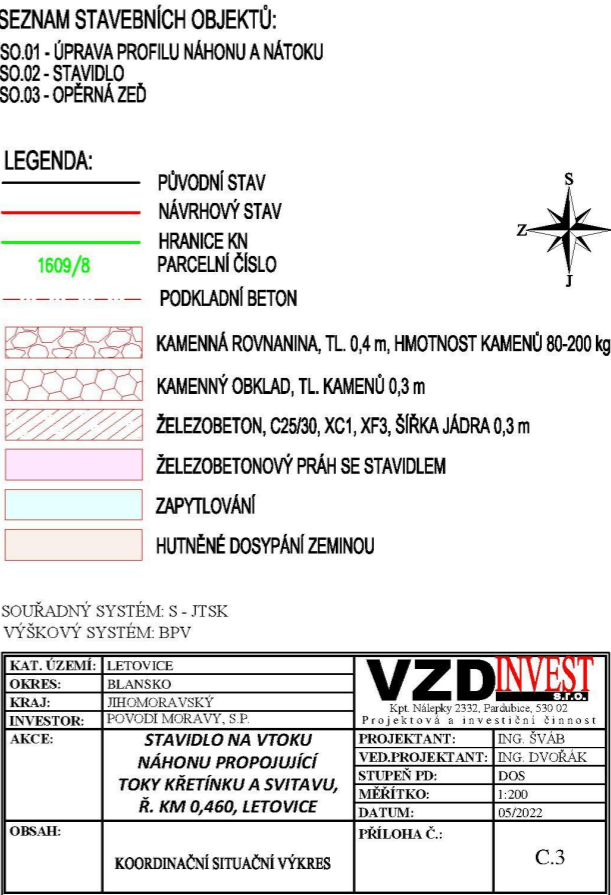 SEZNAM STAVEBNÍCH OBJEKTŮ:
SO.01 - ÚPRAVA PROFILU NÁHONU A NÁTOKU
SO.02 - STAVIDLO
SO.03 - OPĚRNÁ ZEĎ
LEGENDA:
PŮVODNÍ STAV
NÁVRHOVÝ STAV
HRANICE KN
1609/8 PARCELNÍ ČÍSLO
PODKLADNÍ BETON
KAMENNÁ ROVNANINA, TL. 0,4 m, HMOTNOST KAMENŮ 80-200 kg
KAMENNÝ OBKLAD, TL. KAMENŮ 0,3 m
ŽELEZOBETON, C25/30, XC1, XF3, ŠÍŘKA JÁDRA 0,3 m
ŽELEZOBETONOVÝ PRÁH SE STAVIDLEM
ZAPYTLOVÁNÍ
HUTNĚNÉ DOSYPÁNÍ ZEMINOU
S
Z
J
SOUŘADNÝ SYSTÉM: S - JTSK
VÝŠKOVÝ SYSTÉM: BPV
KAT. ÚZEMÍ: LETOVICE
OKRES: BLANSKO
KRAJ: JIHOMORAVSKÝ
INVESTOR: POVODÍ MORAVY, S.P.
VZDINVEST s.r.o.
Kpt. Nálepky 2332, Pardubice, 530 02
Projektová a investiční činnost
AKCE: STAVIDLO NA VTOKU
NÁHONU PROPOJUJÍCÍ
TOKY KŘETÍNKU A SVITAVU,
Ř. KM 0,460, LETOVICE
PROJEKTANT: ING. ŠVÁB
VED.PROJEKTANT: ING. DVOŘÁK
STUPEŇ PD: DOS
MĚŘÍTKO: 1:200
DATUM: 05/2022
OBSAH: KOORDINAČNÍ SITUAČNÍ VÝKRES
PŘÍLOHA Č.: C.3